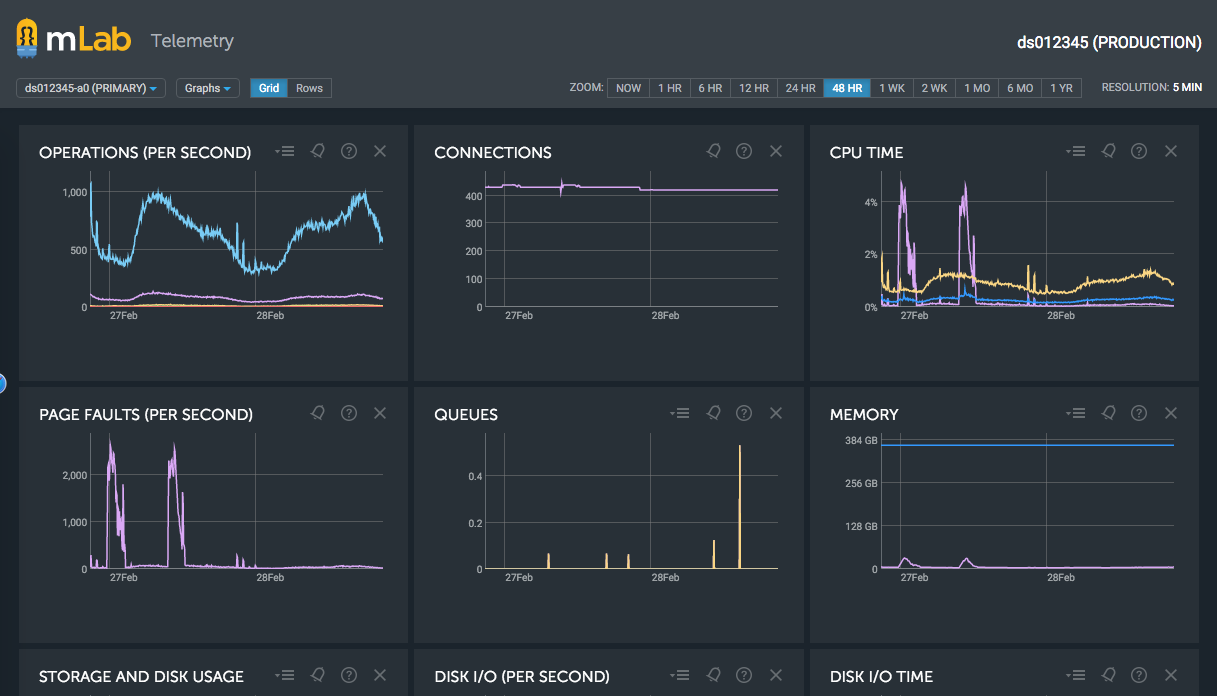 mLab Telemetry
ds012345 (PRODUCTION)
ds012345-a0 (PRIMARY) Graphs Grid Rows ZOOM: NOW 1 HR 6 HR 12 HR 24 HR 48 HR 1 WK 2 WK 1 MO 6 MO 1 YR RESOLUTION: 5 MIN
OPERATIONS (PER SECOND) ?
1,000
500
0
27Feb 28Feb
CONNECTIONS ?
400
300
200
100
0
27Feb 28Feb
CPU TIME ?
4%
2%
0%
27Feb 28Feb
PAGE FAULTS (PER SECOND) ?
2,000
1,000
0
27Feb 28Feb
QUEUES ?
0.4
0.2
0
27Feb 28Feb
MEMORY ?
384 GB
256 GB
128 GB
0
27Feb 28Feb
STORAGE AND DISK USAGE ?
DISK I/O (PER SECOND) ?
DISK I/O TIME ?